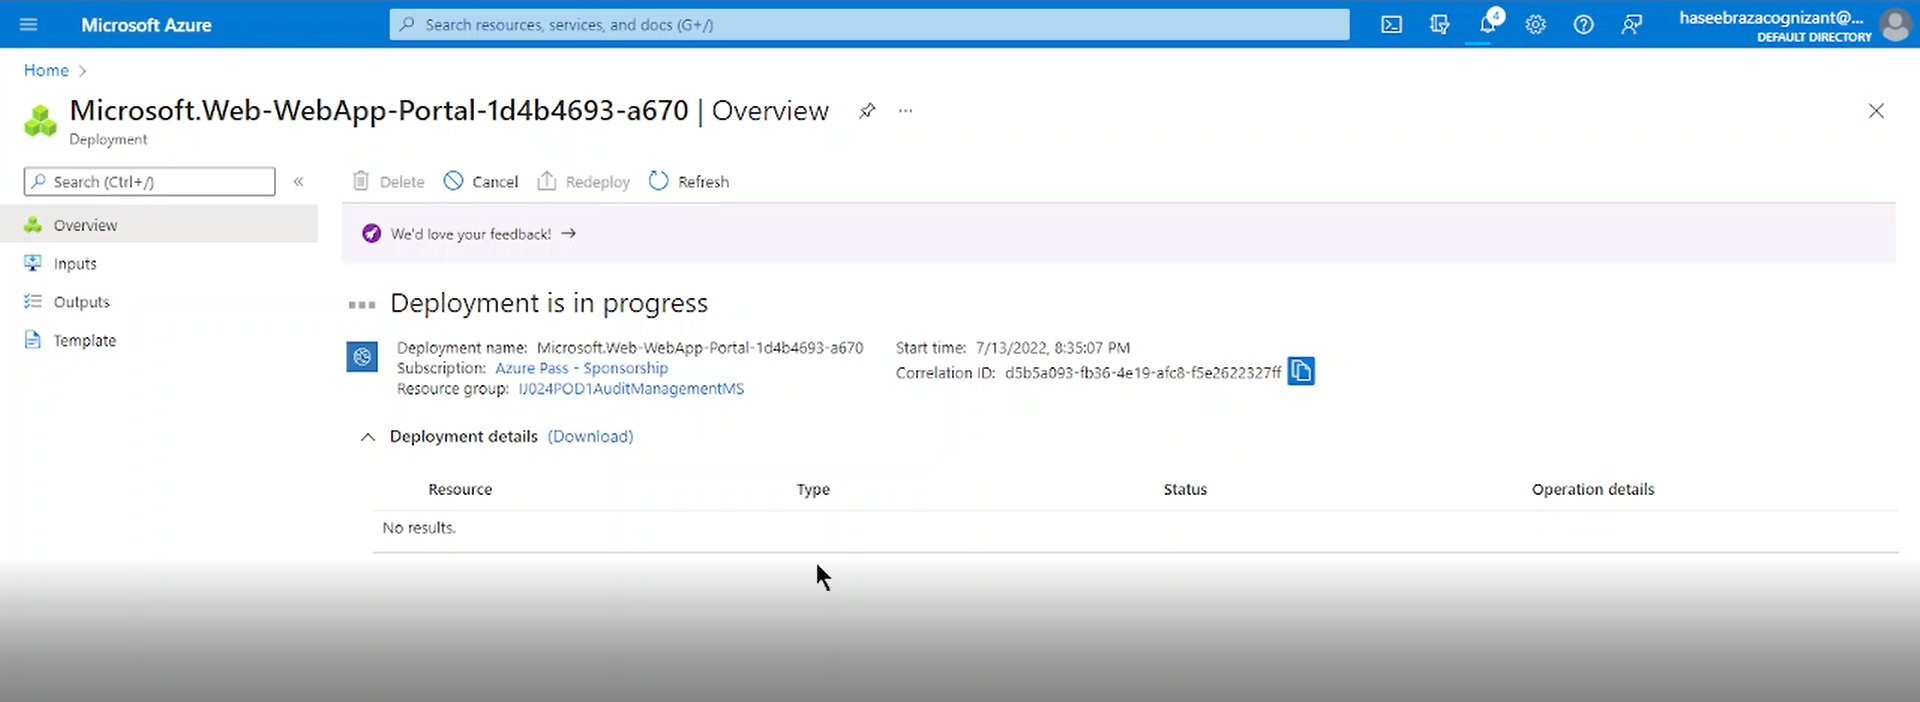 Microsoft Azure
Search resources, services, and docs (G+/)
4
haseebrazacognizant@...
DEFAULT DIRECTORY
Home
Microsoft.Web-WebApp-Portal-1d4b4693-a670 | Overview
Deployment
Search (Ctrl+/)
Delete Cancel Redeploy Refresh
Overview
Inputs
Outputs
Template
We'd love your feedback! →
Deployment is in progress
Deployment name: Microsoft.Web-WebApp-Portal-1d4b4693-a670
Subscription: Azure Pass - Sponsorship
Resource group: IJ024POD1AuditManagementMS
Start time: 7/13/2022, 8:35:07 PM
Correlation ID: d5b5a093-fb36-4e19-afc8-f5e2622327ff
Deployment details (Download)
Resource Type Status Operation details
No results.